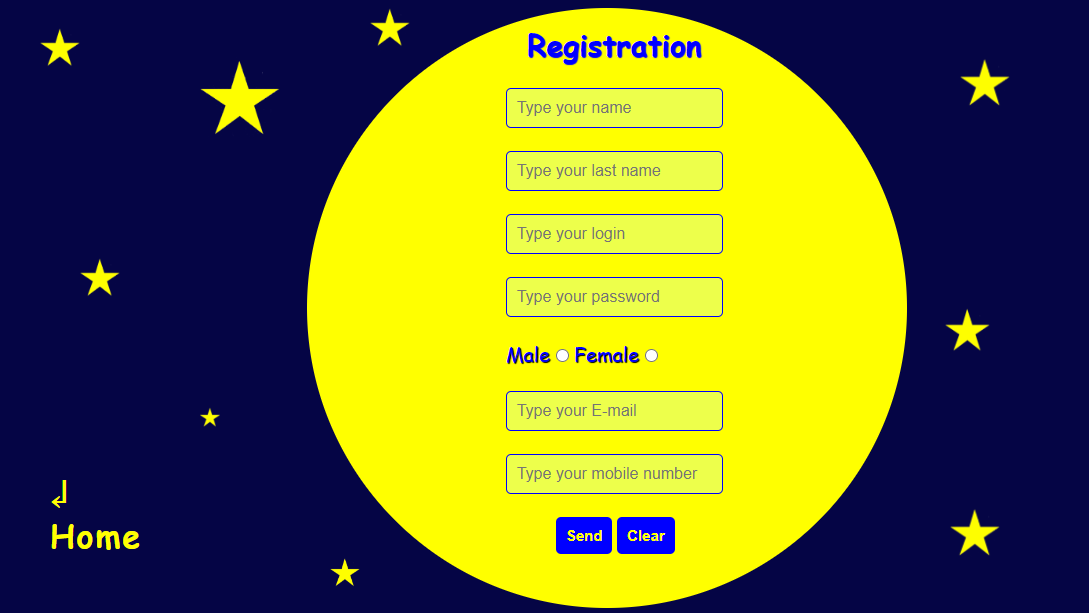 Registration
Type your name
Type your last name
Type your login
Type your password
Male Female
Type your E-mail
Type your mobile number
Send Clear
↲
Home